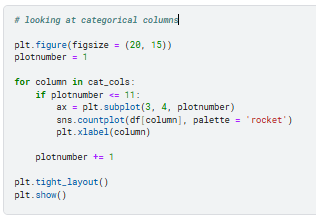 # looking at categorical columns
plt.figure(figsize = (20, 15))
plotnumber = 1
for column in cat_cols:
    if plotnumber <= 11:
        ax = plt.subplot(3, 4, plotnumber)
        sns.countplot(df[column], palette = 'rocket')
        plt.xlabel(column)
    plotnumber += 1
plt.tight_layout()
plt.show()